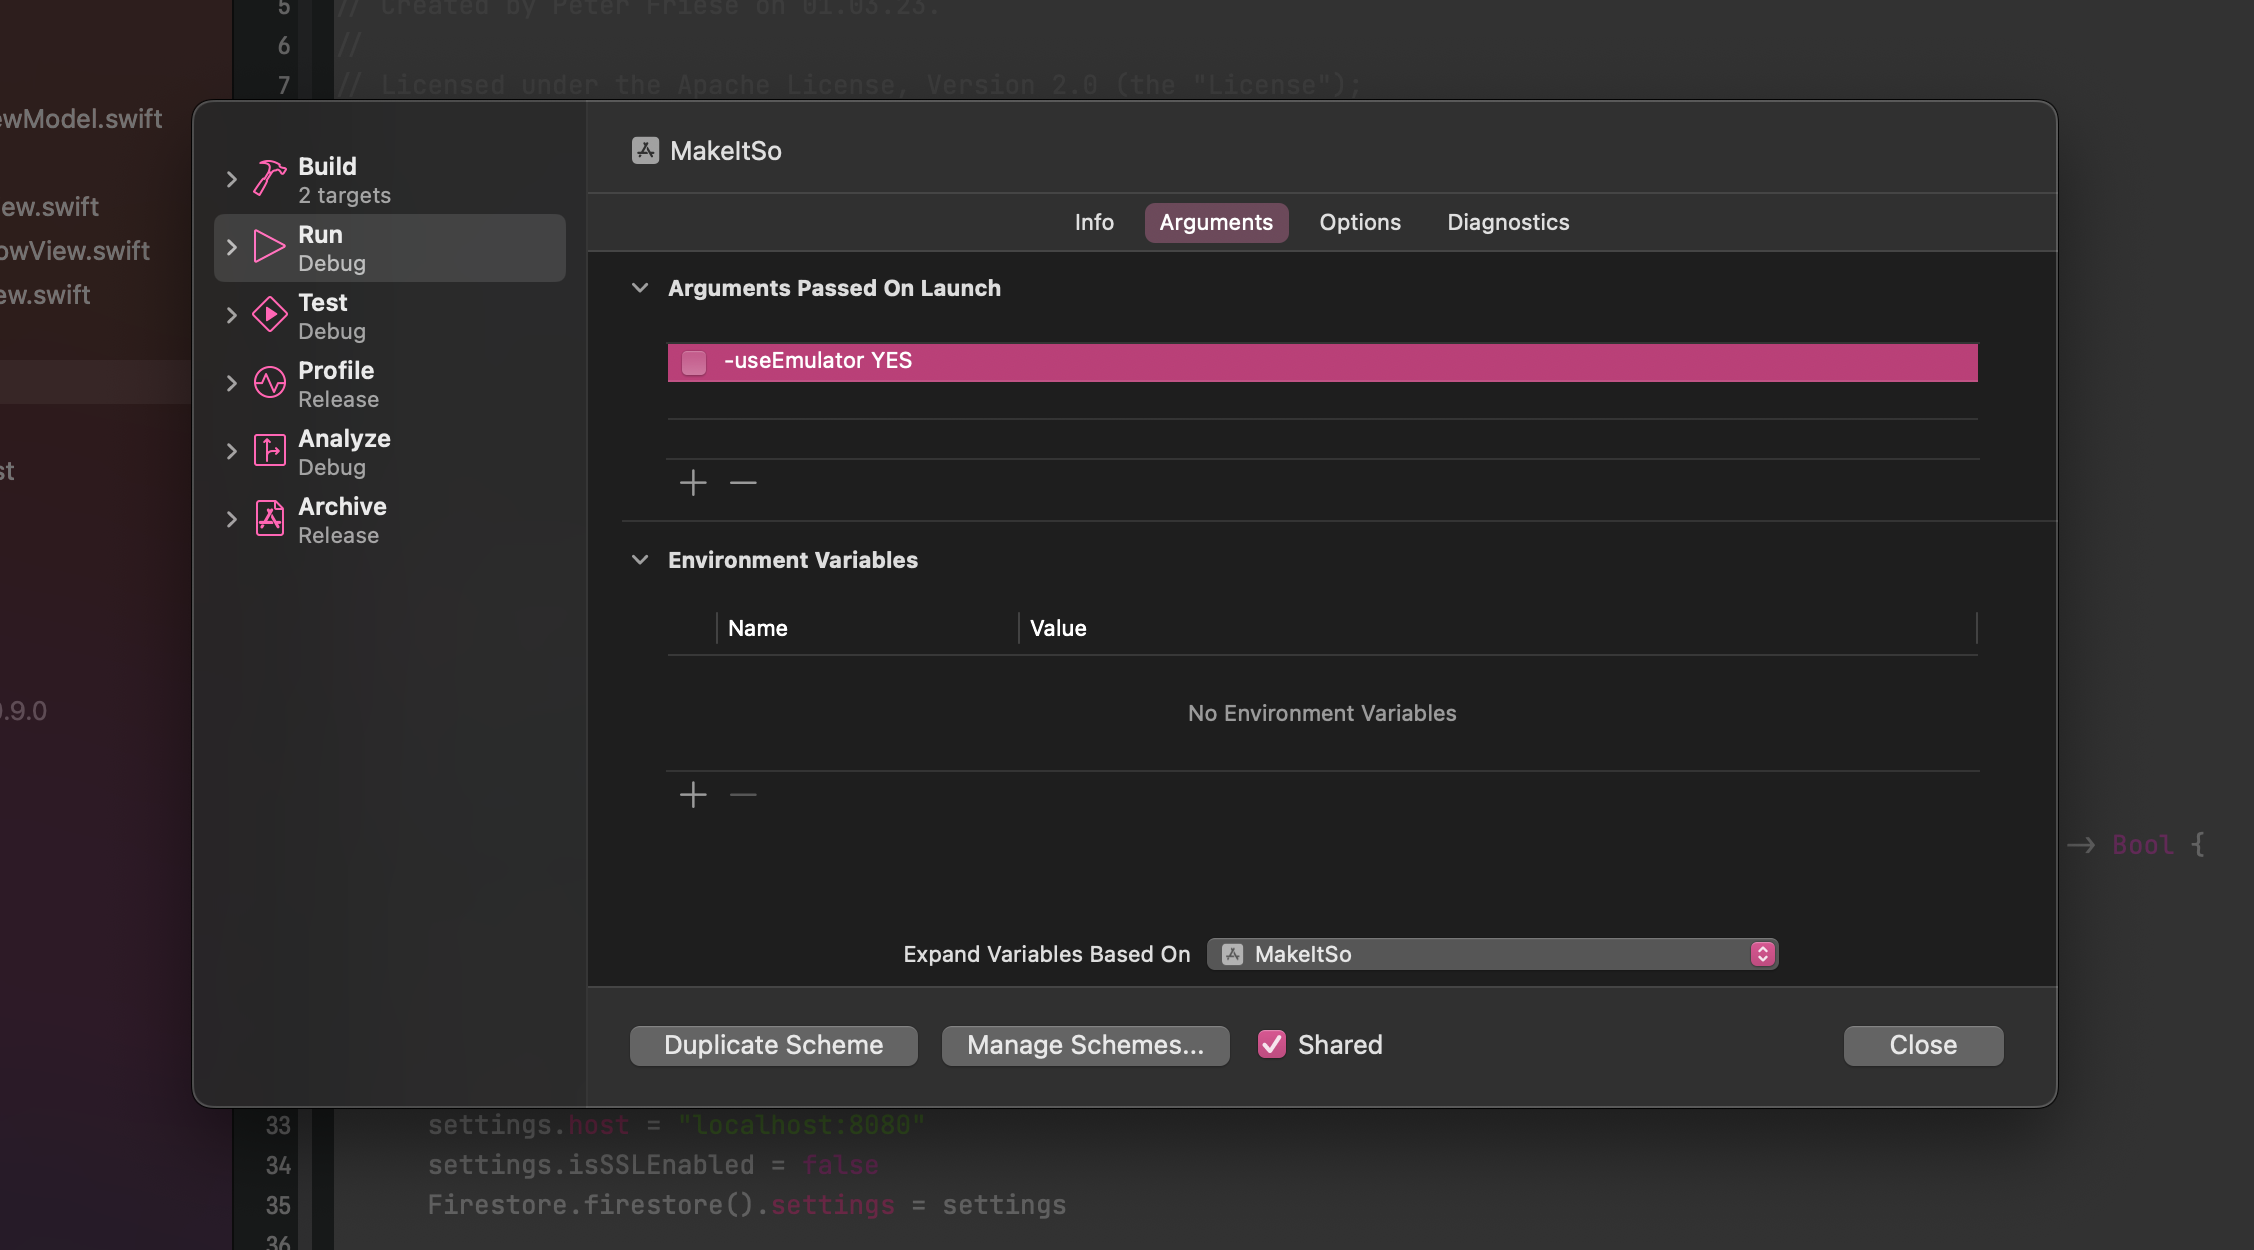 5 // Created by Peter Friese on 01.03.23.
6 //
7 // Licensed under the Apache License, Version 2.0 (the "License");
ewModel.swift
ew.swift
owView.swift
ew.swift
st
.9.0
Build
2 targets
Run
Debug
Test
Debug
Profile
Release
Analyze
Debug
Archive
Release
MakeItSo
Info Arguments Options Diagnostics
Arguments Passed On Launch
-useEmulator YES
Environment Variables
Name Value
No Environment Variables
Expand Variables Based On MakeItSo
Duplicate Scheme Manage Schemes... Shared Close
-> Bool {
33 settings.host = "localhost:8080"
34 settings.isSSLEnabled = false
35 Firestore.firestore().settings = settings
36